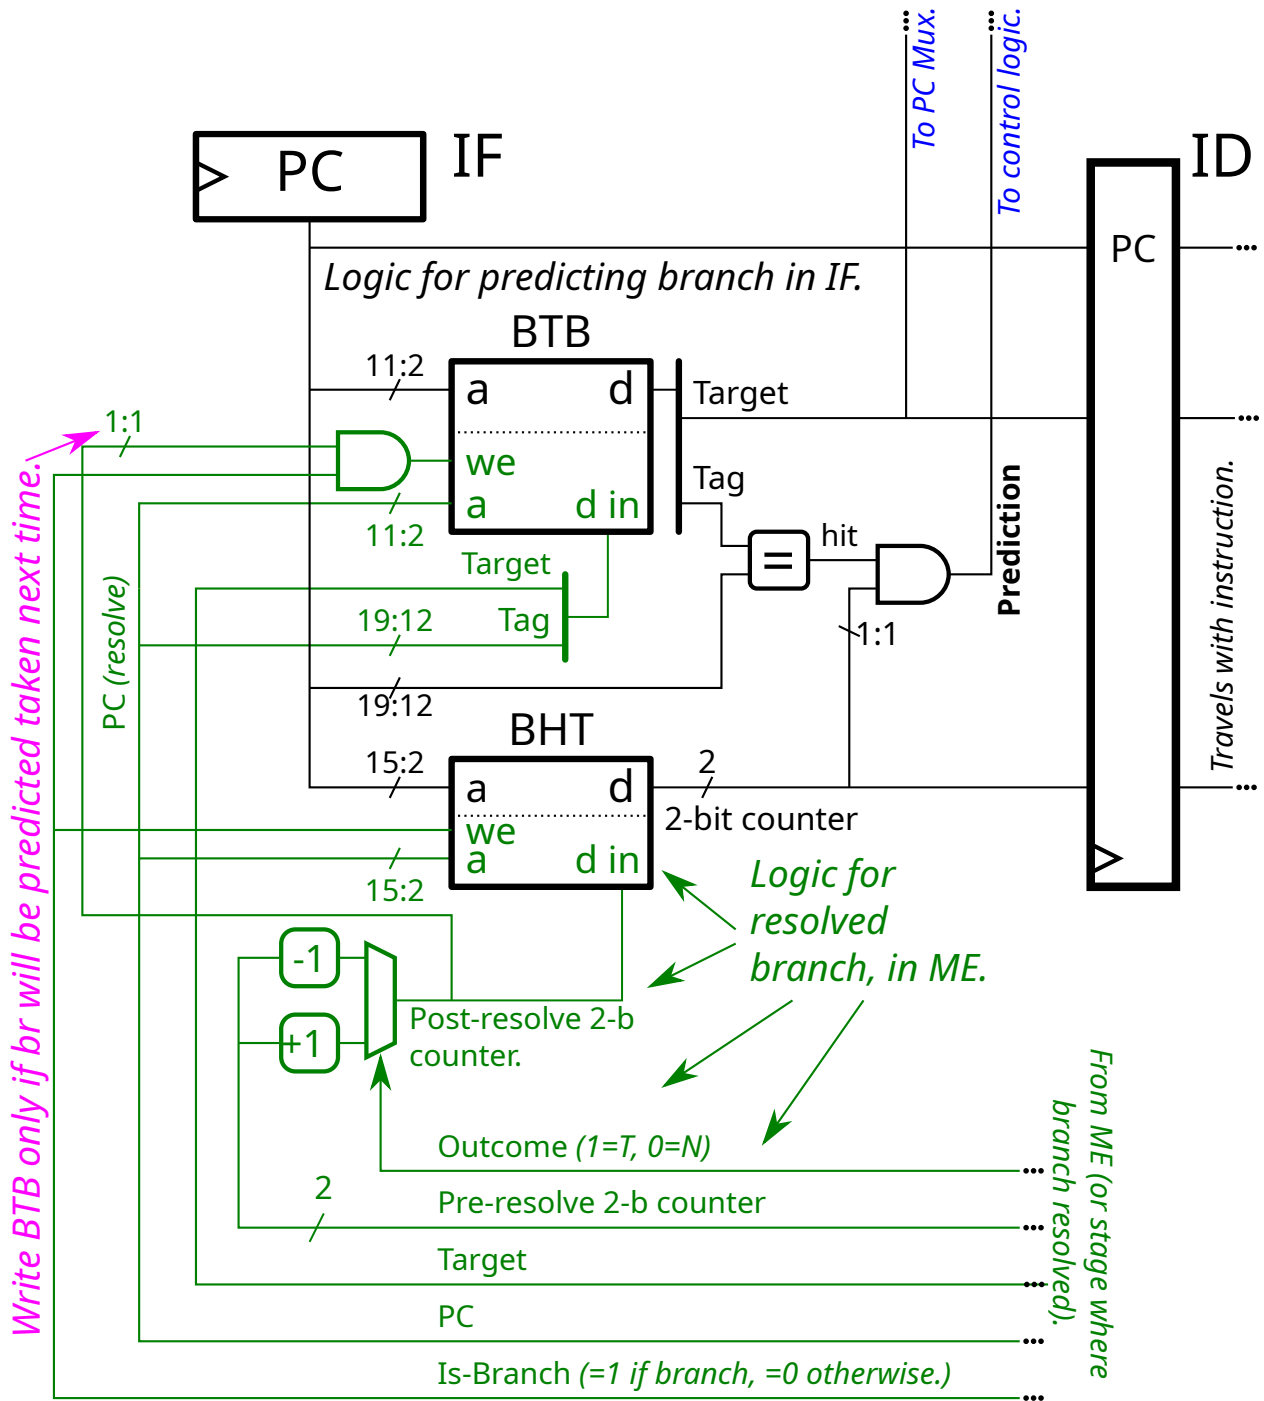 To PC Mux.
To control logic.
PC
IF
ID
PC
Logic for predicting branch in IF.
BTB
11:2
a
d
Target
1:1
we
a
d in
11:2
Tag
hit
=
Prediction
1:1
Target
19:12
Tag
PC (resolve)
19:12
Travels with instruction.
Write BTB only if br will be predicted taken next time.
BHT
15:2
a
d
2
2-bit counter
we
a
d in
15:2
Logic for
resolved
branch, in ME.
-1
+1
Post-resolve 2-b
counter.
Outcome (1=T, 0=N)
2
Pre-resolve 2-b counter
Target
PC
Is-Branch (=1 if branch, =0 otherwise.)
From ME (or stage where
branch resolved).